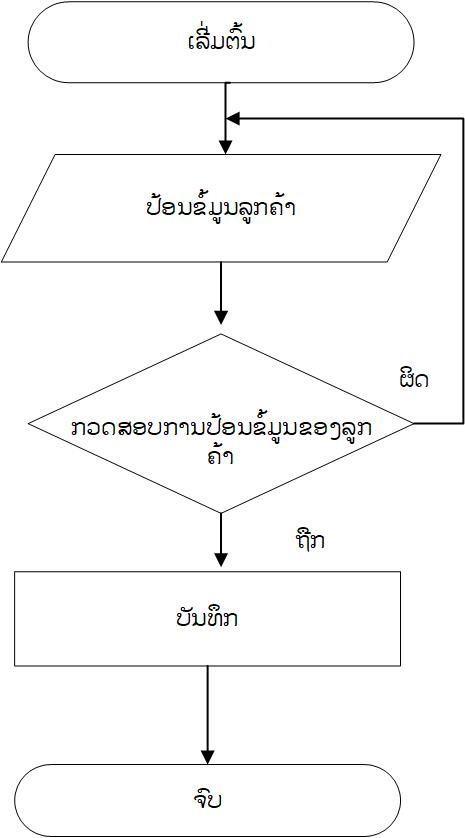 ເລີ່ມຕົ້ນ
ປ້ອນຂໍ້ມູນລູກຄ້າ
ຜິດ
ກວດສອບການປ້ອນຂໍ້ມູນຂອງລູກ
ຄ້າ
ຖືກ
ບັນທຶກ
ຈົບ